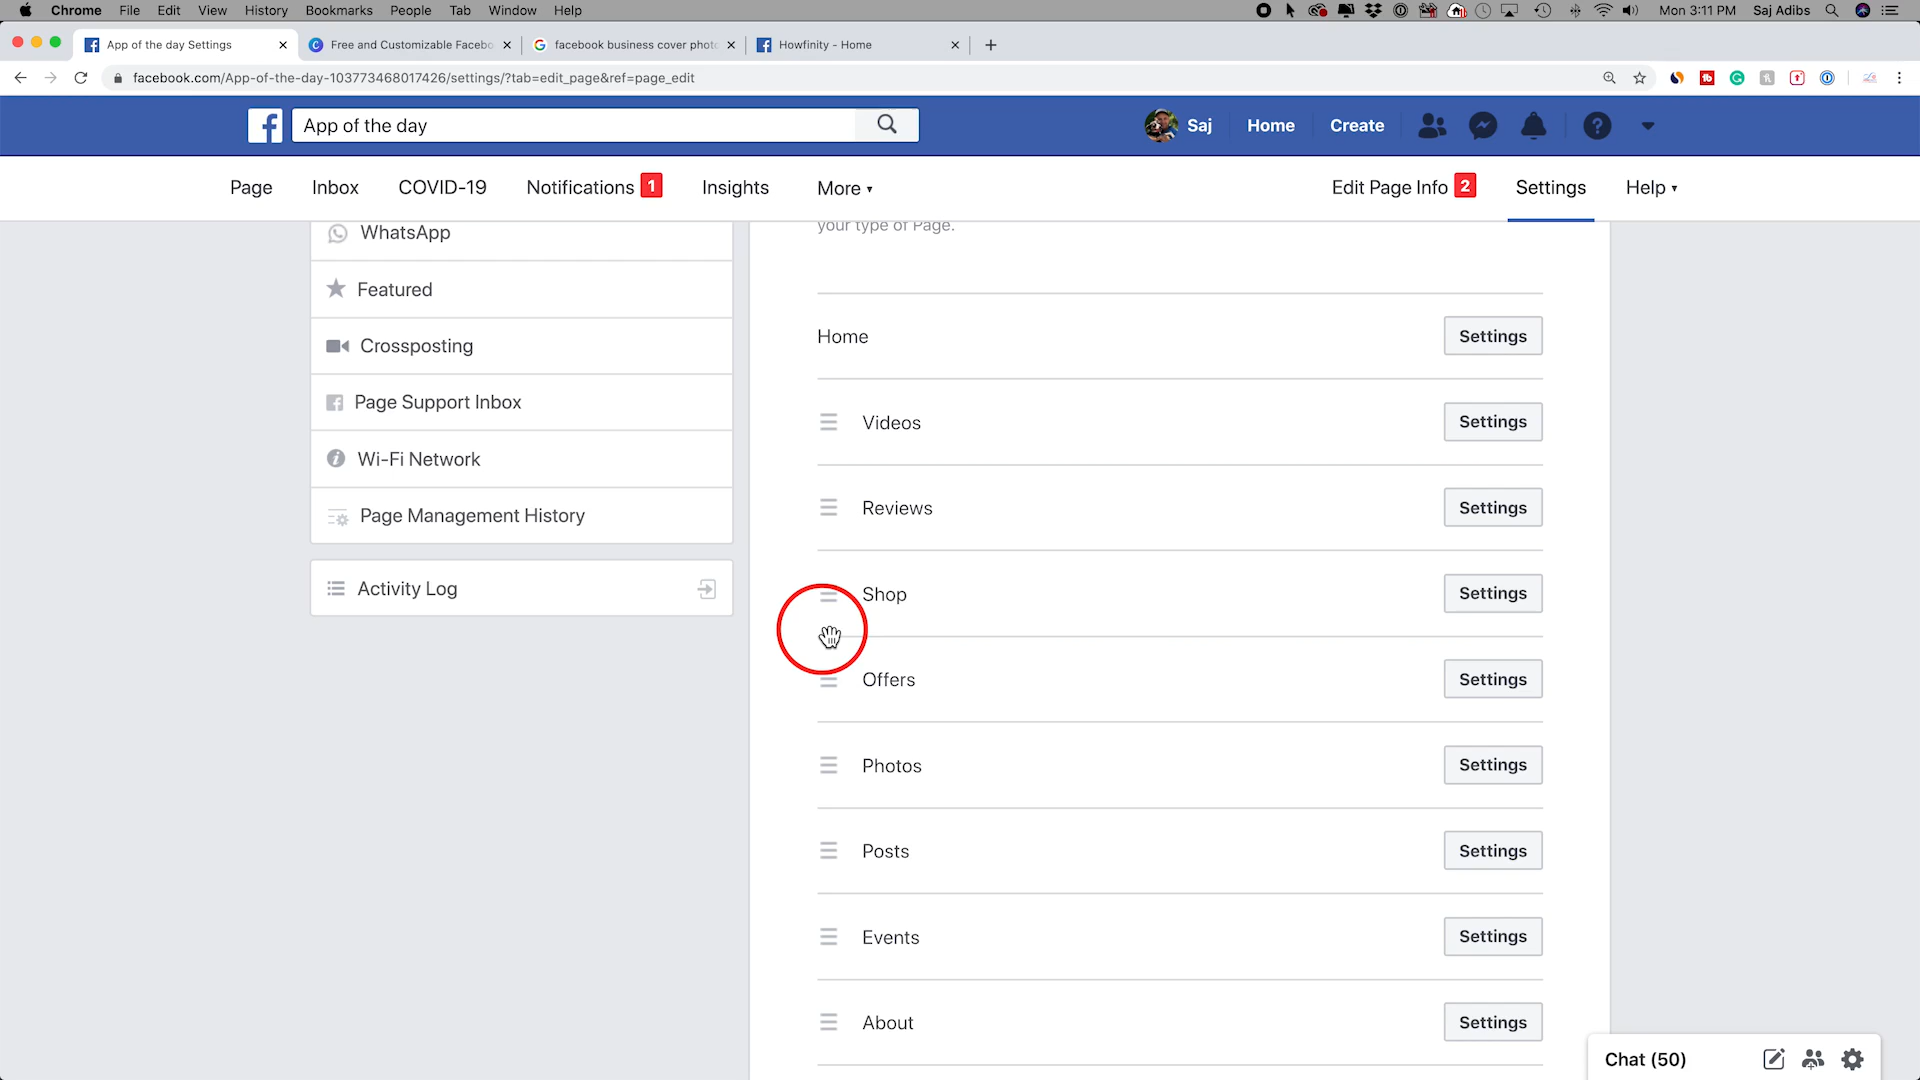 Chrome File Edit View History Bookmarks People Tab Window Help Mon 3:11 PM Saj Adibs
App of the day Settings Free and Customizable Facebo facebook business cover phot Howfinity - Home
facebook.com/App-of-the-day-103773468017426/settings/?tab=edit_page&ref=page_edit
App of the day Saj Home Create
Page Inbox COVID-19 Notifications 1 Insights More Edit Page Info 2 Settings Help
your type of Page.
WhatsApp
Featured
Crossposting
Page Support Inbox
Wi-Fi Network
Page Management History
Activity Log
Home Settings
Videos Settings
Reviews Settings
Shop Settings
Offers Settings
Photos Settings
Posts Settings
Events Settings
About Settings
Chat (50)